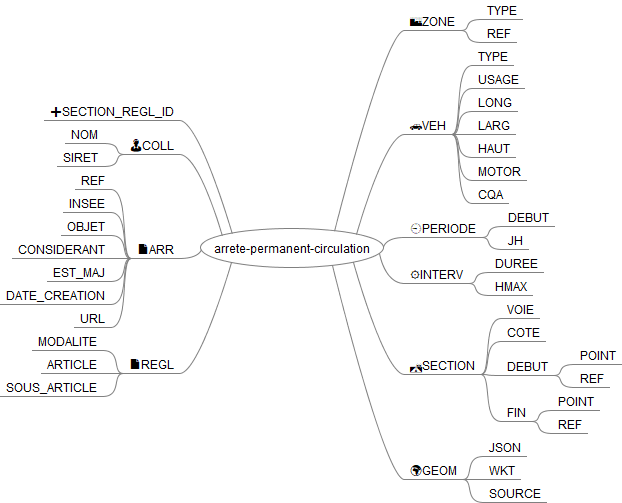 arrete-permanent-circulation
SECTION_REGL_ID
COLL
NOM
SIRET
ARR
REF
INSEE
OBJET
CONSIDERANT
EST_MAJ
DATE_CREATION
URL
REGL
MODALITE
ARTICLE
SOUS_ARTICLE
ZONE
TYPE
REF
VEH
TYPE
USAGE
LONG
LARG
HAUT
MOTOR
CQA
PERIODE
DEBUT
JH
INTERV
DUREE
HMAX
SECTION
VOIE
COTE
DEBUT
POINT
REF
FIN
POINT
REF
GEOM
JSON
WKT
SOURCE